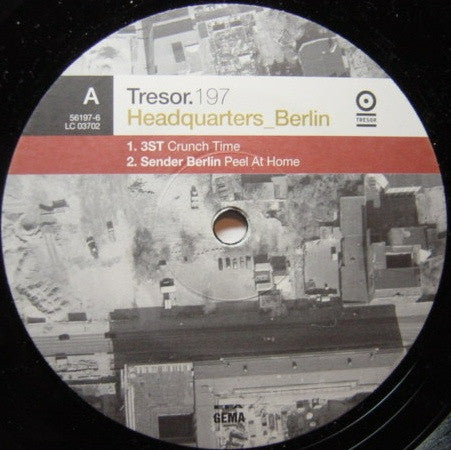 A
56197-6
LC 03702
Tresor.197
Headquarters_Berlin
TRESOR
1. 3ST Crunch Time
2. Sender Berlin Peel At Home
GEMA